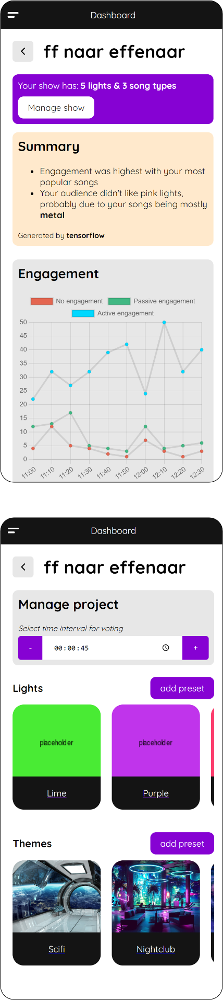 Dashboard
ff naar effenaar
Your show has: 5 lights & 3 song types
Manage show
Summary
Engagement was highest with your most
popular songs
Your audience didn't like pink lights,
probably due to your songs being mostly
metal
Generated by tensorflow
Engagement
No engagement
Passive engagement
Active engagement
50
45
40
35
30
25
20
15
10
5
0
11:00
11:10
11:20
11:30
11:40
11:50
12:00
12:10
12:20
12:30
Dashboard
ff naar effenaar
Manage project
Select time interval for voting
- 00:00:45 +
Lights
add preset
placeholder
placeholder
Lime
Purple
Themes
add preset
Scifi
Nightclub